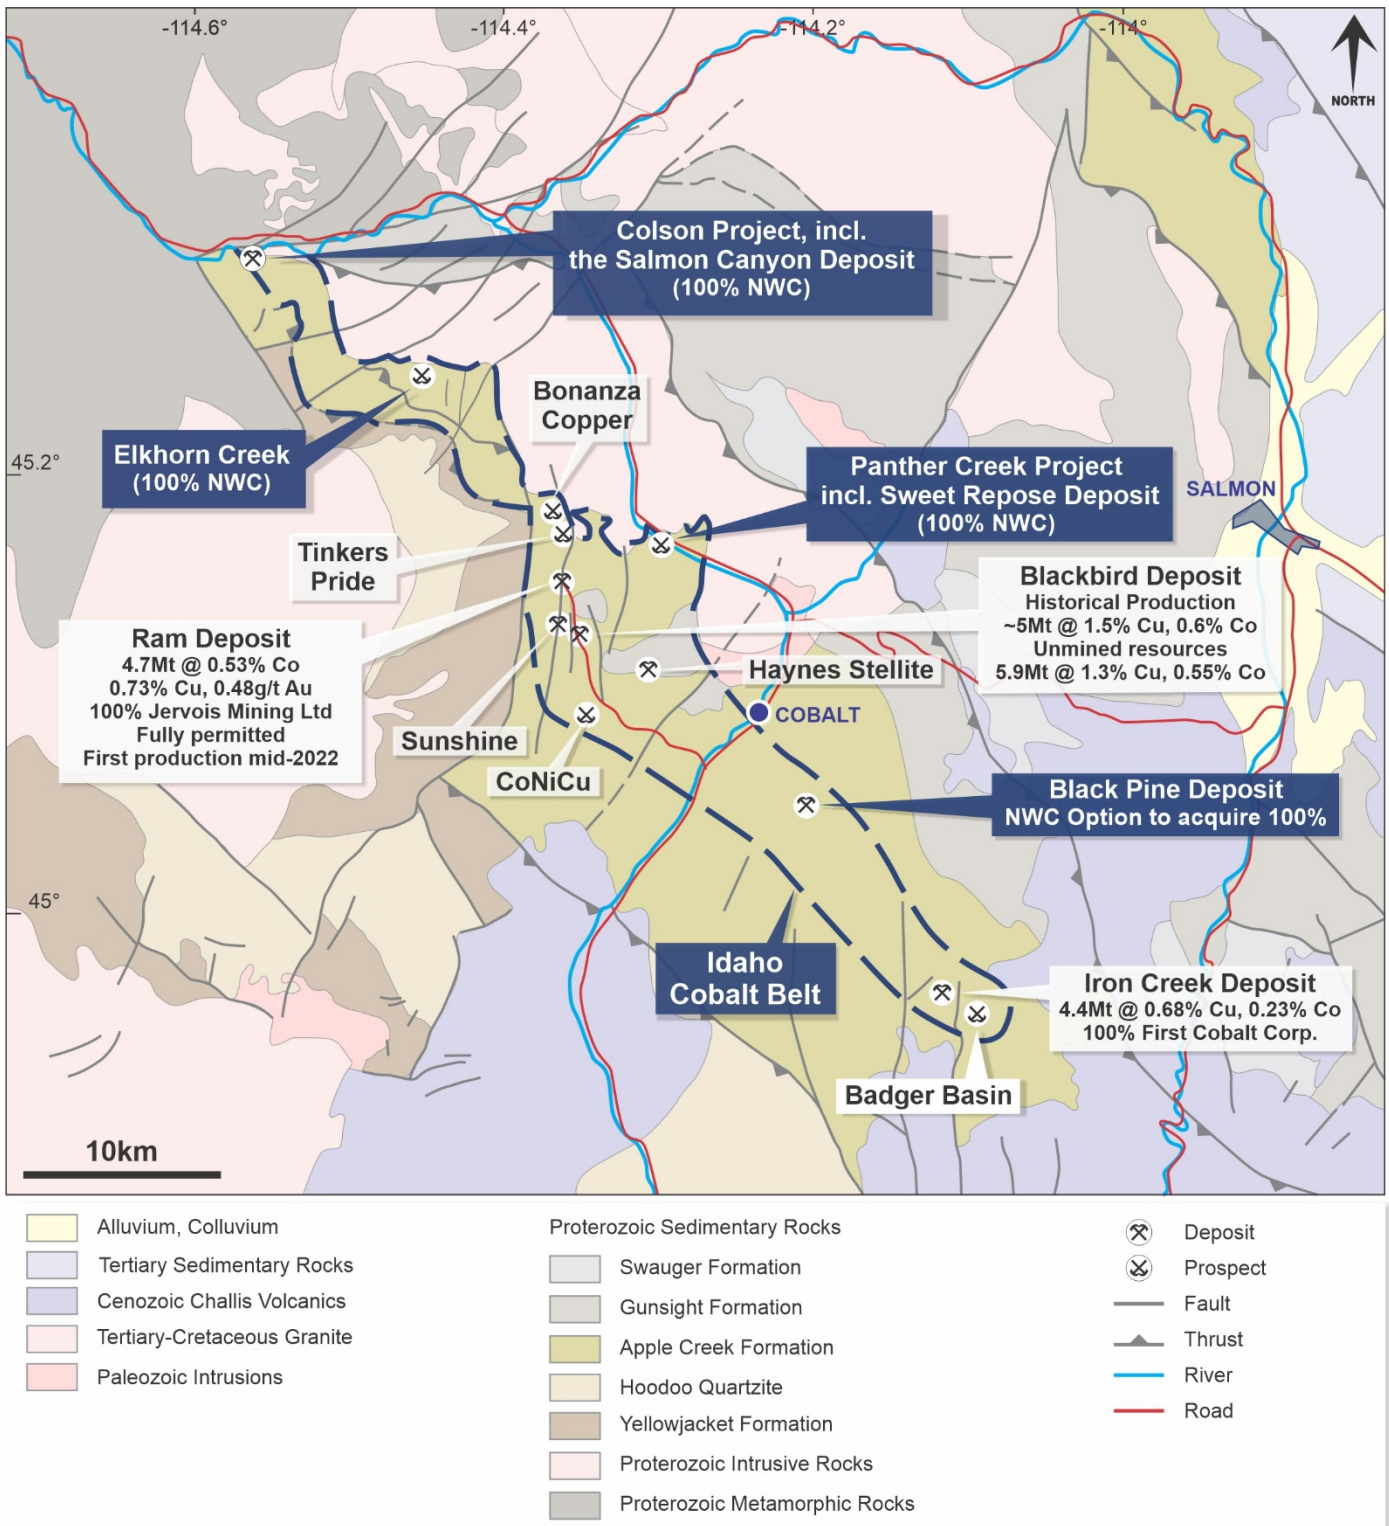 -114.6°
-114.4°
-114.2°
-114°
NORTH
Colson Project, incl.
the Salmon Canyon Deposit
(100% NWC)
Bonanza
Copper
Elkhorn Creek
(100% NWC)
45.2°
Panther Creek Project
incl. Sweet Repose Deposit
(100% NWC)
SALMON
Tinkers
Pride
Blackbird Deposit
Historical Production
~5Mt @ 1.5% Cu, 0.6% Co
Unmined resources
5.9Mt @ 1.3% Cu, 0.55% Co
Ram Deposit
4.7Mt @ 0.53% Co
0.73% Cu, 0.48g/t Au
100% Jervois Mining Ltd
Fully permitted
First production mid-2022
Haynes Stellite
COBALT
Sunshine
CoNiCu
Black Pine Deposit
NWC Option to acquire 100%
45°
Idaho
Cobalt Belt
Iron Creek Deposit
4.4Mt @ 0.68% Cu, 0.23% Co
100% First Cobalt Corp.
Badger Basin
10km
Alluvium, Colluvium
Tertiary Sedimentary Rocks
Cenozoic Challis Volcanics
Tertiary-Cretaceous Granite
Paleozoic Intrusions
Proterozoic Sedimentary Rocks
Swauger Formation
Gunsight Formation
Apple Creek Formation
Hoodoo Quartzite
Yellowjacket Formation
Proterozoic Intrusive Rocks
Proterozoic Metamorphic Rocks
Deposit
Prospect
Fault
Thrust
River
Road